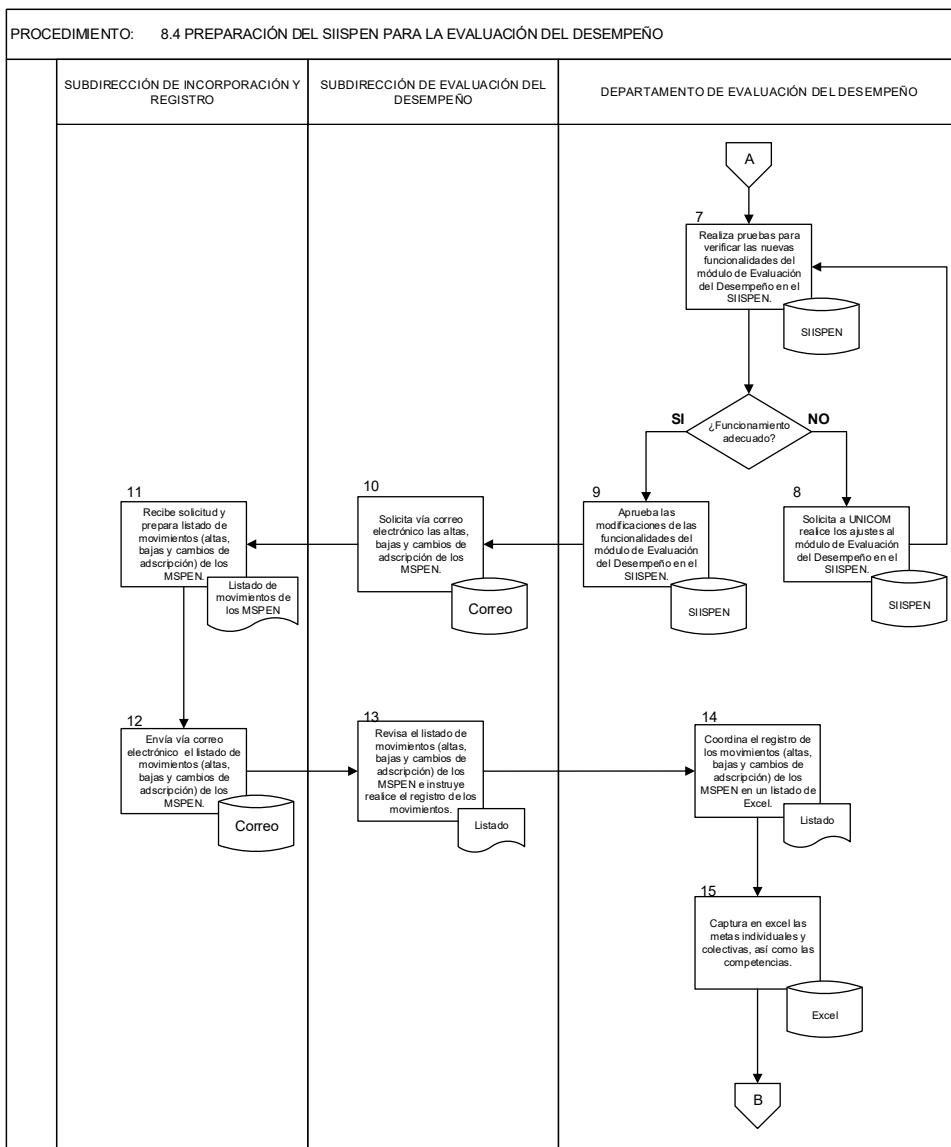 PROCEDIMIENTO: 8.4 PREPARACIÓN DEL SIISPEN PARA LA EVALUACIÓN DEL DESEMPEÑO
SUBDIRECCIÓN DE INCORPORACIÓN Y
REGISTRO
SUBDIRECCIÓN DE EVALUACIÓN DEL
DESEMPEÑO
DEPARTAMENTO DE EVALUACIÓN DEL DESEMPEÑO
A
7
Realiza pruebas para
verificar las nuevas
funcionalidades del
módulo de Evaluación
del Desempeño en el
SIISPEN.
SIISPEN
¿Funcionamiento
adecuado?
SI
NO
8
Solicita a UNICOM
realice los ajustes al
módulo de Evaluación
del Desempeño en el
SIISPEN.
SIISPEN
9
Aprueba las
modificaciones de las
funcionalidades del
módulo de Evaluación
del Desempeño en el
SIISPEN.
SIISPEN
10
Solicita vía correo
electrónico las altas,
bajas y cambios de
adscripción de los MSPEN.
Correo
11
Recibe solicitud y
prepara listado de
movimientos (altas,
bajas y cambios de
adscripción) de los
MSPEN.
Listado de
movimientos de
los MSPEN
12
Envía vía correo
electrónico el listado de
movimientos (altas,
bajas y cambios de
adscripción) de los
MSPEN.
Correo
13
Revisa el listado de
movimientos (altas,
bajas y cambios de
adscripción) de los
MSPEN e instruye
realice el registro de los
movimientos.
Listado
14
Coordina el registro de
los movimientos (altas,
bajas y cambios de
adscripción) de los
MSPEN en un listado de
Excel.
Listado
15
Captura en excel las
metas individuales y
colectivas, así como las
competencias.
Excel
B